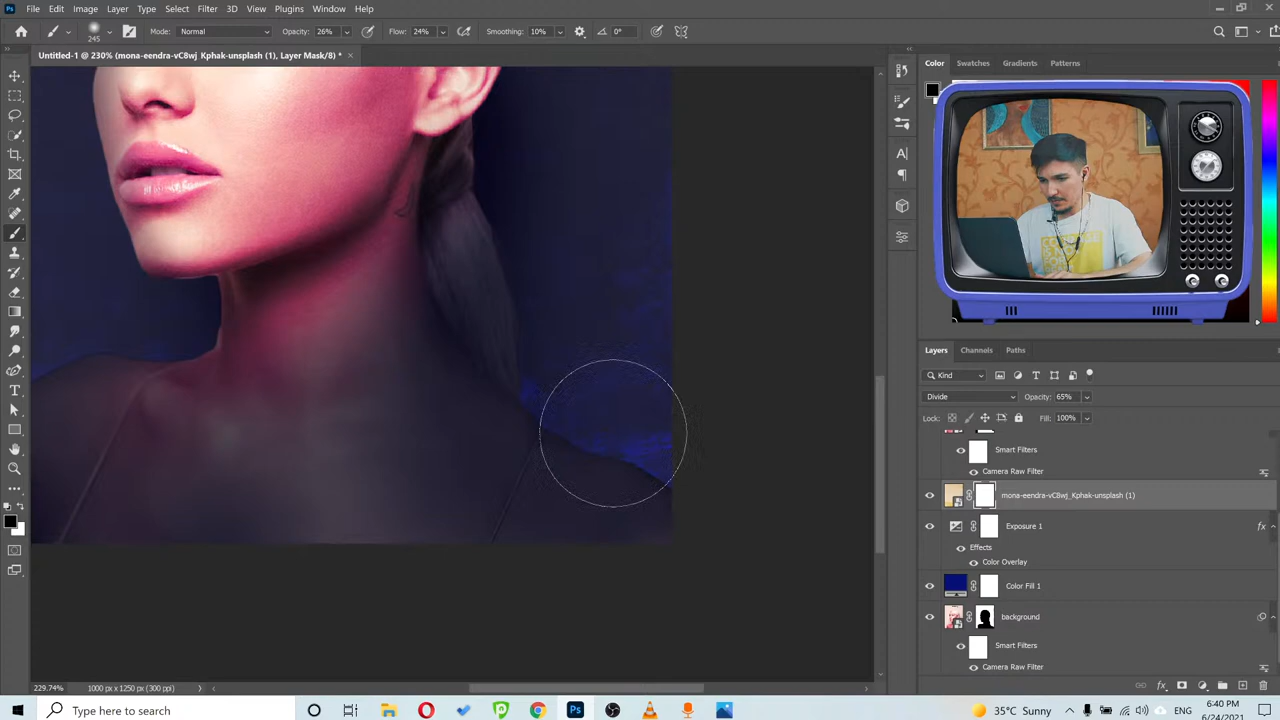 Ps File Edit Image Layer Type Select Filter 3D View Plugins Window Help
245 Mode: Normal Opacity: 26% Flow: 24% Smoothing: 10% 0°
Untitled-1 @ 230% (mona-eendra-vC8wj_Kphak-unsplash (1), Layer Mask/8) *
Color Swatches Gradients Patterns
Layers Channels Paths
Kind
Divide Opacity: 65%
Lock: Fill: 100%
Smart Filters
Camera Raw Filter
mona-eendra-vC8wj_Kphak-unsplash (1)
Exposure 1 fx
Effects
Color Overlay
Color Fill 1
background
Smart Filters
Camera Raw Filter
229.74% 1000 px x 1250 px (300 ppi)
Type here to search
35°C Sunny ENG 6:40 PM